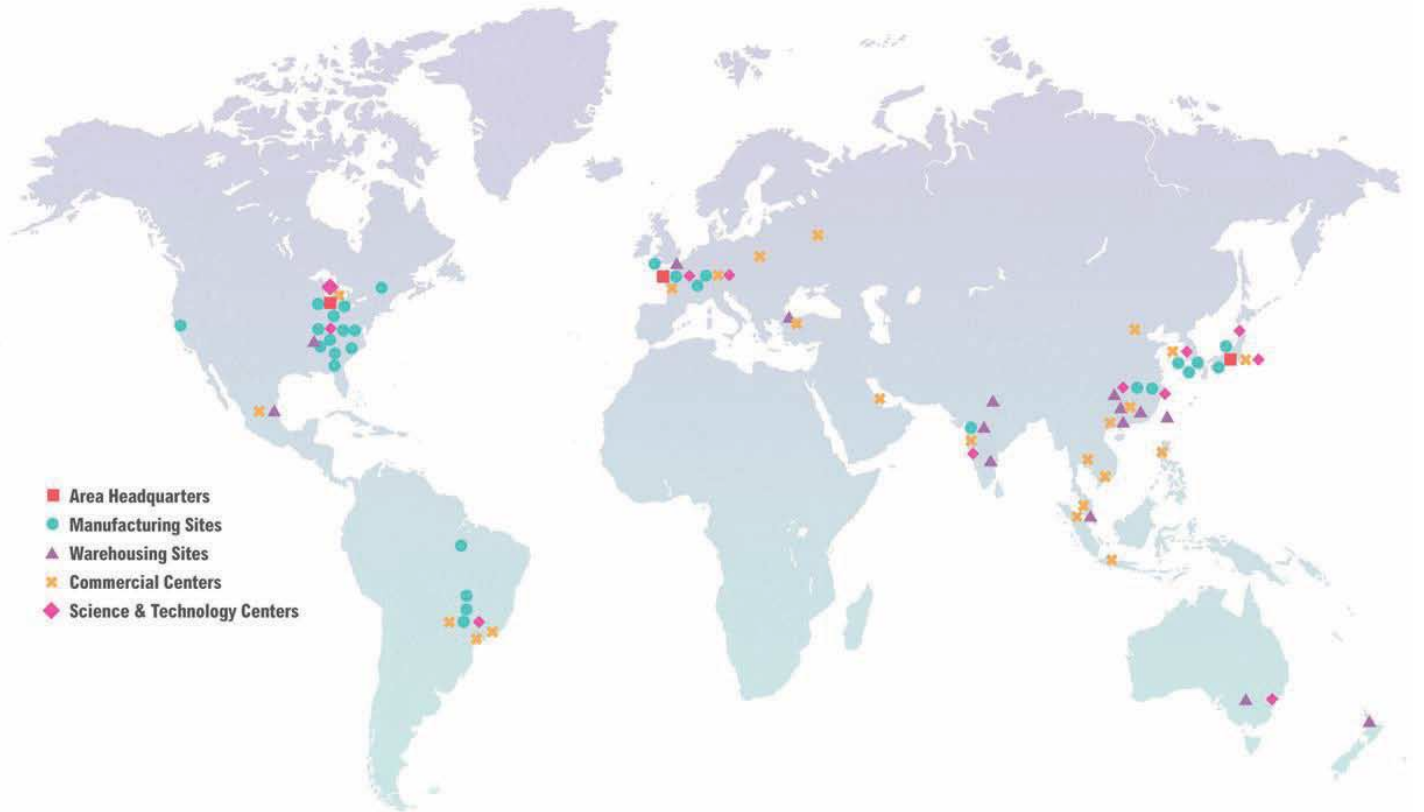 Area Headquarters
Manufacturing Sites
Warehousing Sites
Commercial Centers
Science & Technology Centers